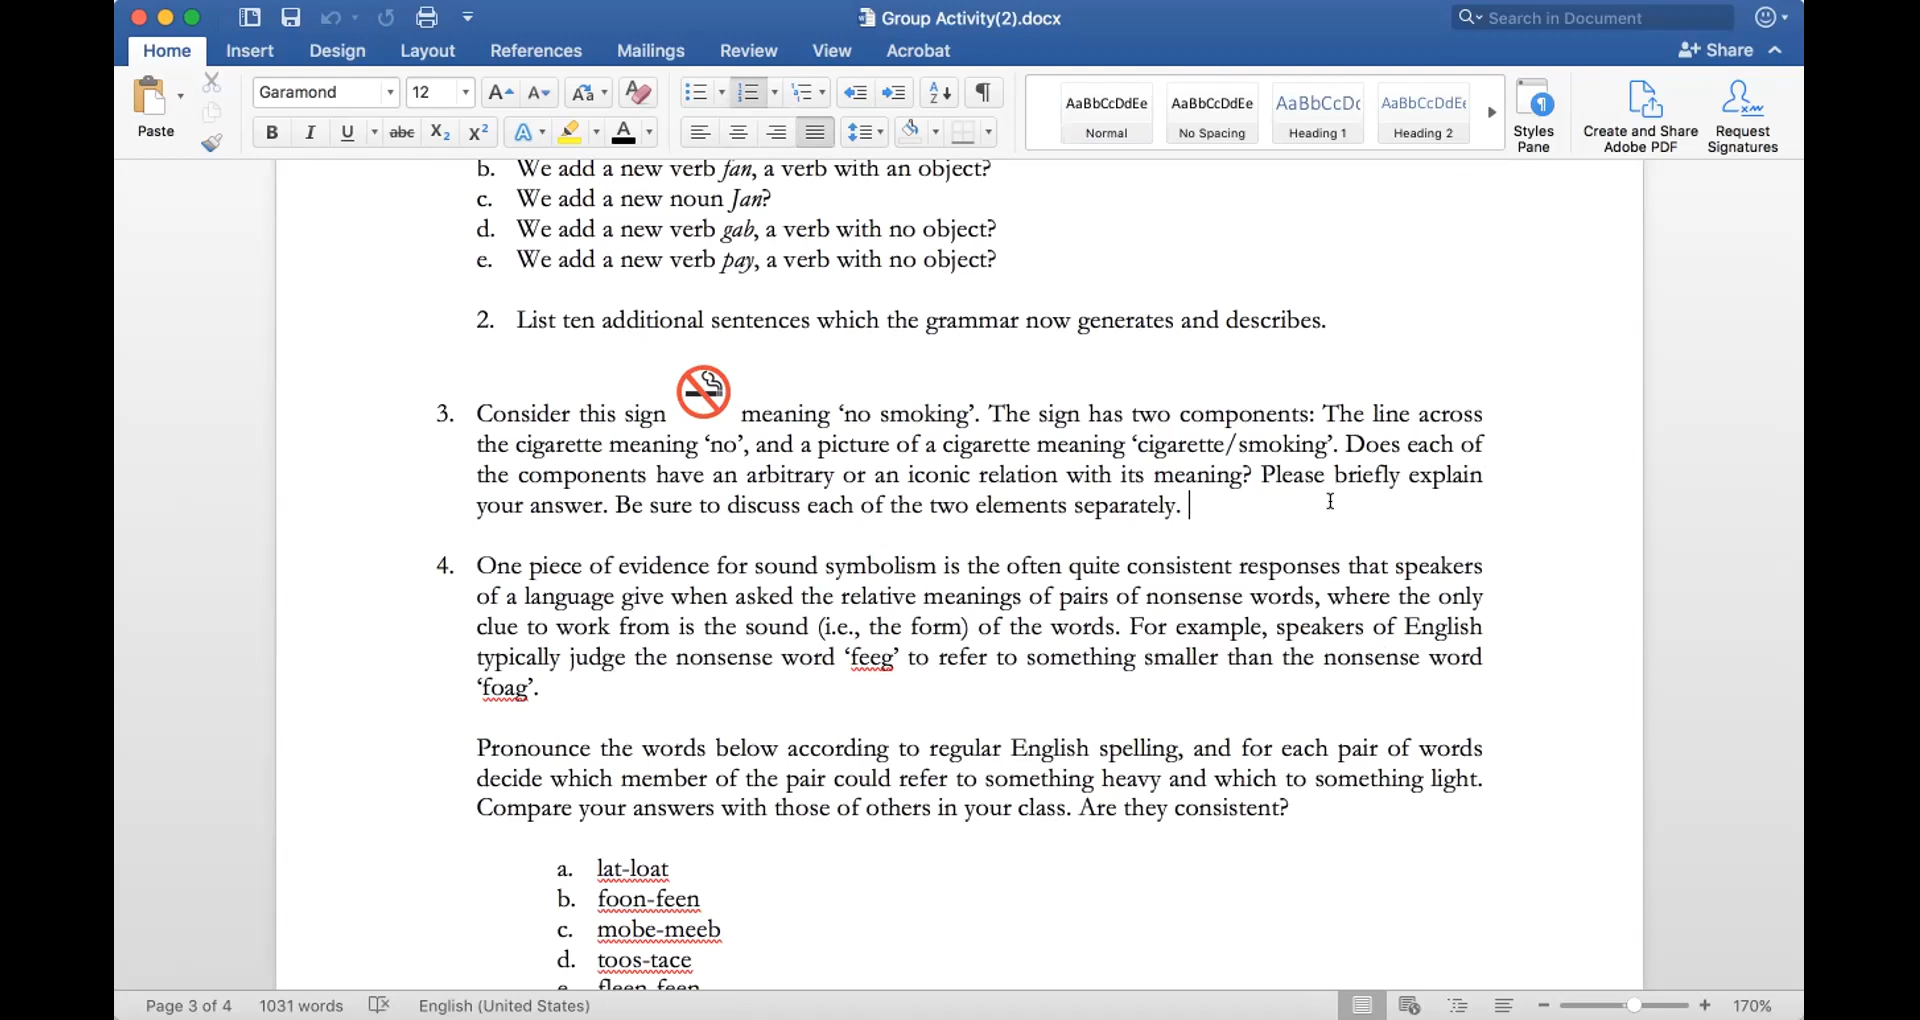 Group Activity(2).docx
Search in Document
Home Insert Design Layout References Mailings Review View Acrobat
Share
Paste
Garamond 12
AaBbCcDdEe AaBbCcDdEe AaBbCcDc AaBbCcDdEe
Normal No Spacing Heading 1 Heading 2
Styles Pane
Create and Share Adobe PDF
Request Signatures
b. We add a new verb fan, a verb with an object?
c. We add a new noun Jan?
d. We add a new verb gab, a verb with no object?
e. We add a new verb pay, a verb with no object?
2. List ten additional sentences which the grammar now generates and describes.
3. Consider this sign meaning ‘no smoking’. The sign has two components: The line across
the cigarette meaning ‘no’, and a picture of a cigarette meaning ‘cigarette/smoking’. Does each of
the components have an arbitrary or an iconic relation with its meaning? Please briefly explain
your answer. Be sure to discuss each of the two elements separately.
4. One piece of evidence for sound symbolism is the often quite consistent responses that speakers
of a language give when asked the relative meanings of pairs of nonsense words, where the only
clue to work from is the sound (i.e., the form) of the words. For example, speakers of English
typically judge the nonsense word ‘feeg’ to refer to something smaller than the nonsense word
‘foag’.
Pronounce the words below according to regular English spelling, and for each pair of words
decide which member of the pair could refer to something heavy and which to something light.
Compare your answers with those of others in your class. Are they consistent?
a. lat-loat
b. foon-feen
c. mobe-meeb
d. toos-tace
e. fleen-feen
Page 3 of 4 1031 words English (United States) 170%